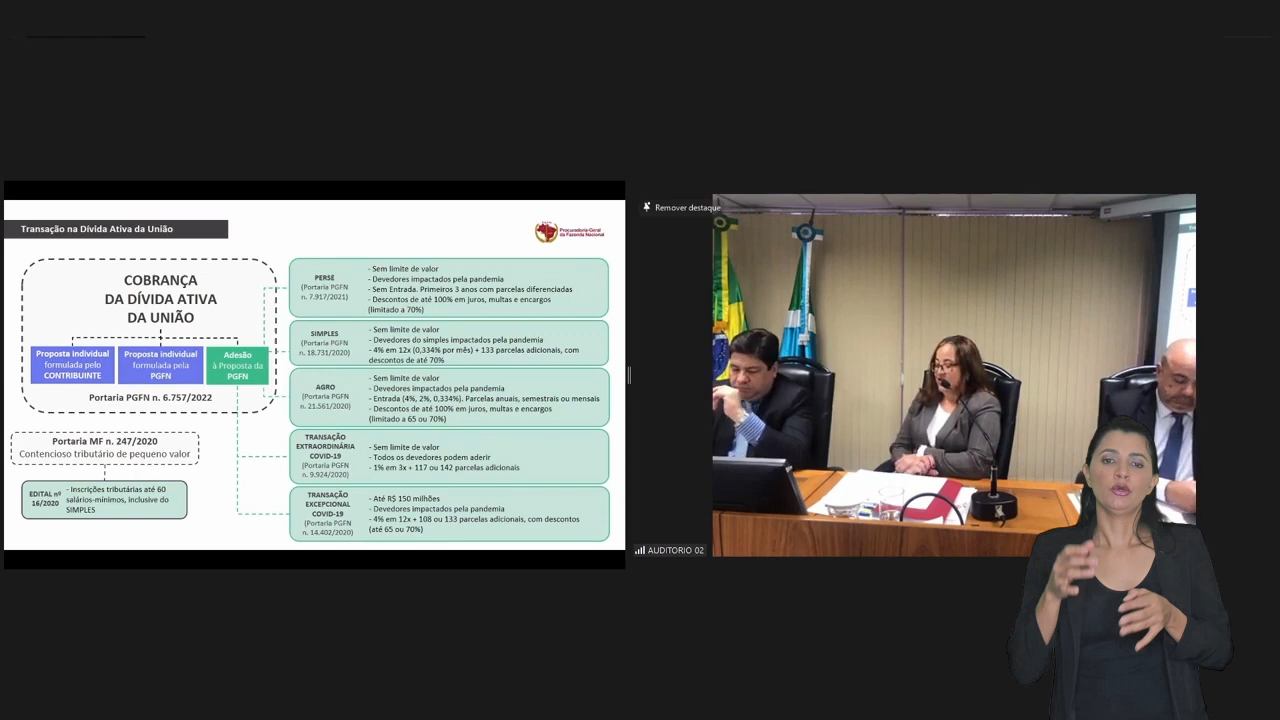 Transação na Dívida Ativa da União
Procuradoria-Geral
da Fazenda Nacional
COBRANÇA
DA DÍVIDA ATIVA
DA UNIÃO
Proposta individual
formulada pelo
CONTRIBUINTE
Proposta individual
formulada pela
PGFN
Adesão
à Proposta da
PGFN
Portaria PGFN n. 6.757/2022
Portaria MF n. 247/2020
Contencioso tributário de pequeno valor
EDITAL nº
16/2020
- Inscrições tributárias até 60
salários-mínimos, inclusive do
SIMPLES
PERSE
(Portaria PGFN
n. 7.917/2021)
- Sem limite de valor
- Devedores impactados pela pandemia
- Sem Entrada. Primeiros 3 anos com parcelas diferenciadas
- Descontos de até 100% em juros, multas e encargos
(limitado a 70%)
SIMPLES
(Portaria PGFN
n. 18.731/2020)
- Sem limite de valor
- Devedores do simples impactados pela pandemia
- 4% em 12x (0,334% por mês) + 133 parcelas adicionais, com
descontos de até 70%
AGRO
(Portaria PGFN
n. 21.561/2020)
- Sem limite de valor
- Devedores impactados pela pandemia
- Entrada (4%, 2%, 0,334%). Parcelas anuais, semestrais ou mensais
- Descontos de até 100% em juros, multas e encargos
(limitado a 65 ou 70%)
TRANSAÇÃO
EXTRAORDINÁRIA
COVID-19
(Portaria PGFN
n. 9.924/2020)
- Sem limite de valor
- Todos os devedores podem aderir
- 1% em 3x + 117 ou 142 parcelas adicionais
TRANSAÇÃO
EXCEPCIONAL
COVID-19
(Portaria PGFN
n. 14.402/2020)
- Até R$ 150 milhões
- Devedores impactados pela pandemia
- 4% em 12x + 108 ou 133 parcelas adicionais, com descontos
(até 65 ou 70%)
Remover destaque
AUDITORIO 02